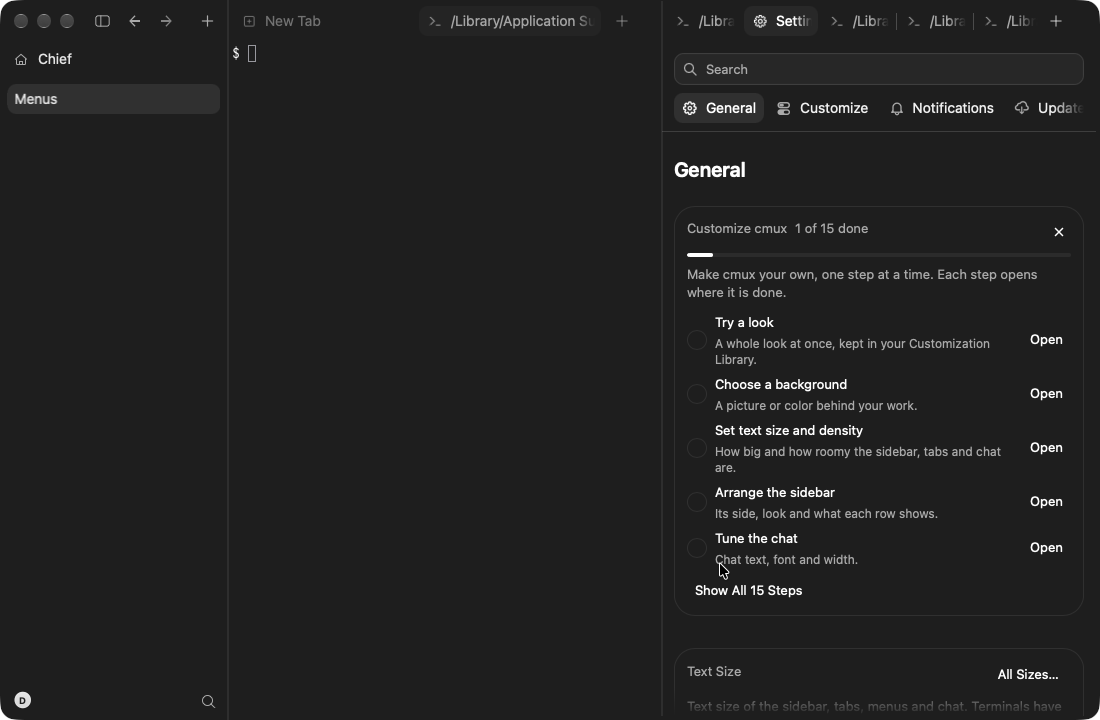 New Tab
/Library/Application Su
/Libra
Settin
/Libra
/Libra
/Libr
Chief
Menus
$
Search
General
Customize
Notifications
Update
General
Customize cmux 1 of 15 done
Make cmux your own, one step at a time. Each step opens
where it is done.
Try a look
A whole look at once, kept in your Customization
Library.
Open
Choose a background
A picture or color behind your work.
Open
Set text size and density
How big and how roomy the sidebar, tabs and chat
are.
Open
Arrange the sidebar
Its side, look and what each row shows.
Open
Tune the chat
Chat text, font and width.
Open
Show All 15 Steps
Text Size
All Sizes...
Text size of the sidebar, tabs, menus and chat. Terminals have
D